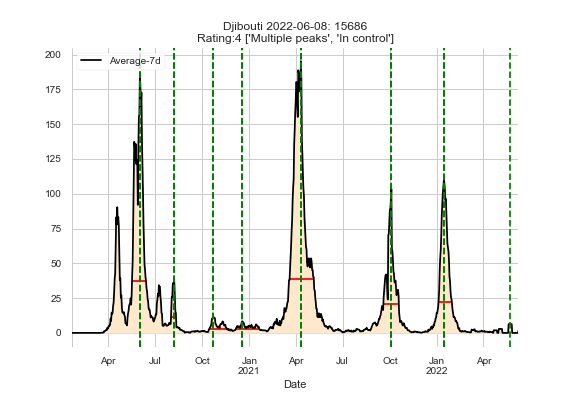 Djibouti 2022-06-08: 15686
Rating:4 ['Multiple peaks', 'In control']
Average-7d
200
175
150
125
100
75
50
25
0
Apr Jul Oct Jan Apr Jul Oct Jan Apr
2021 2022
Date